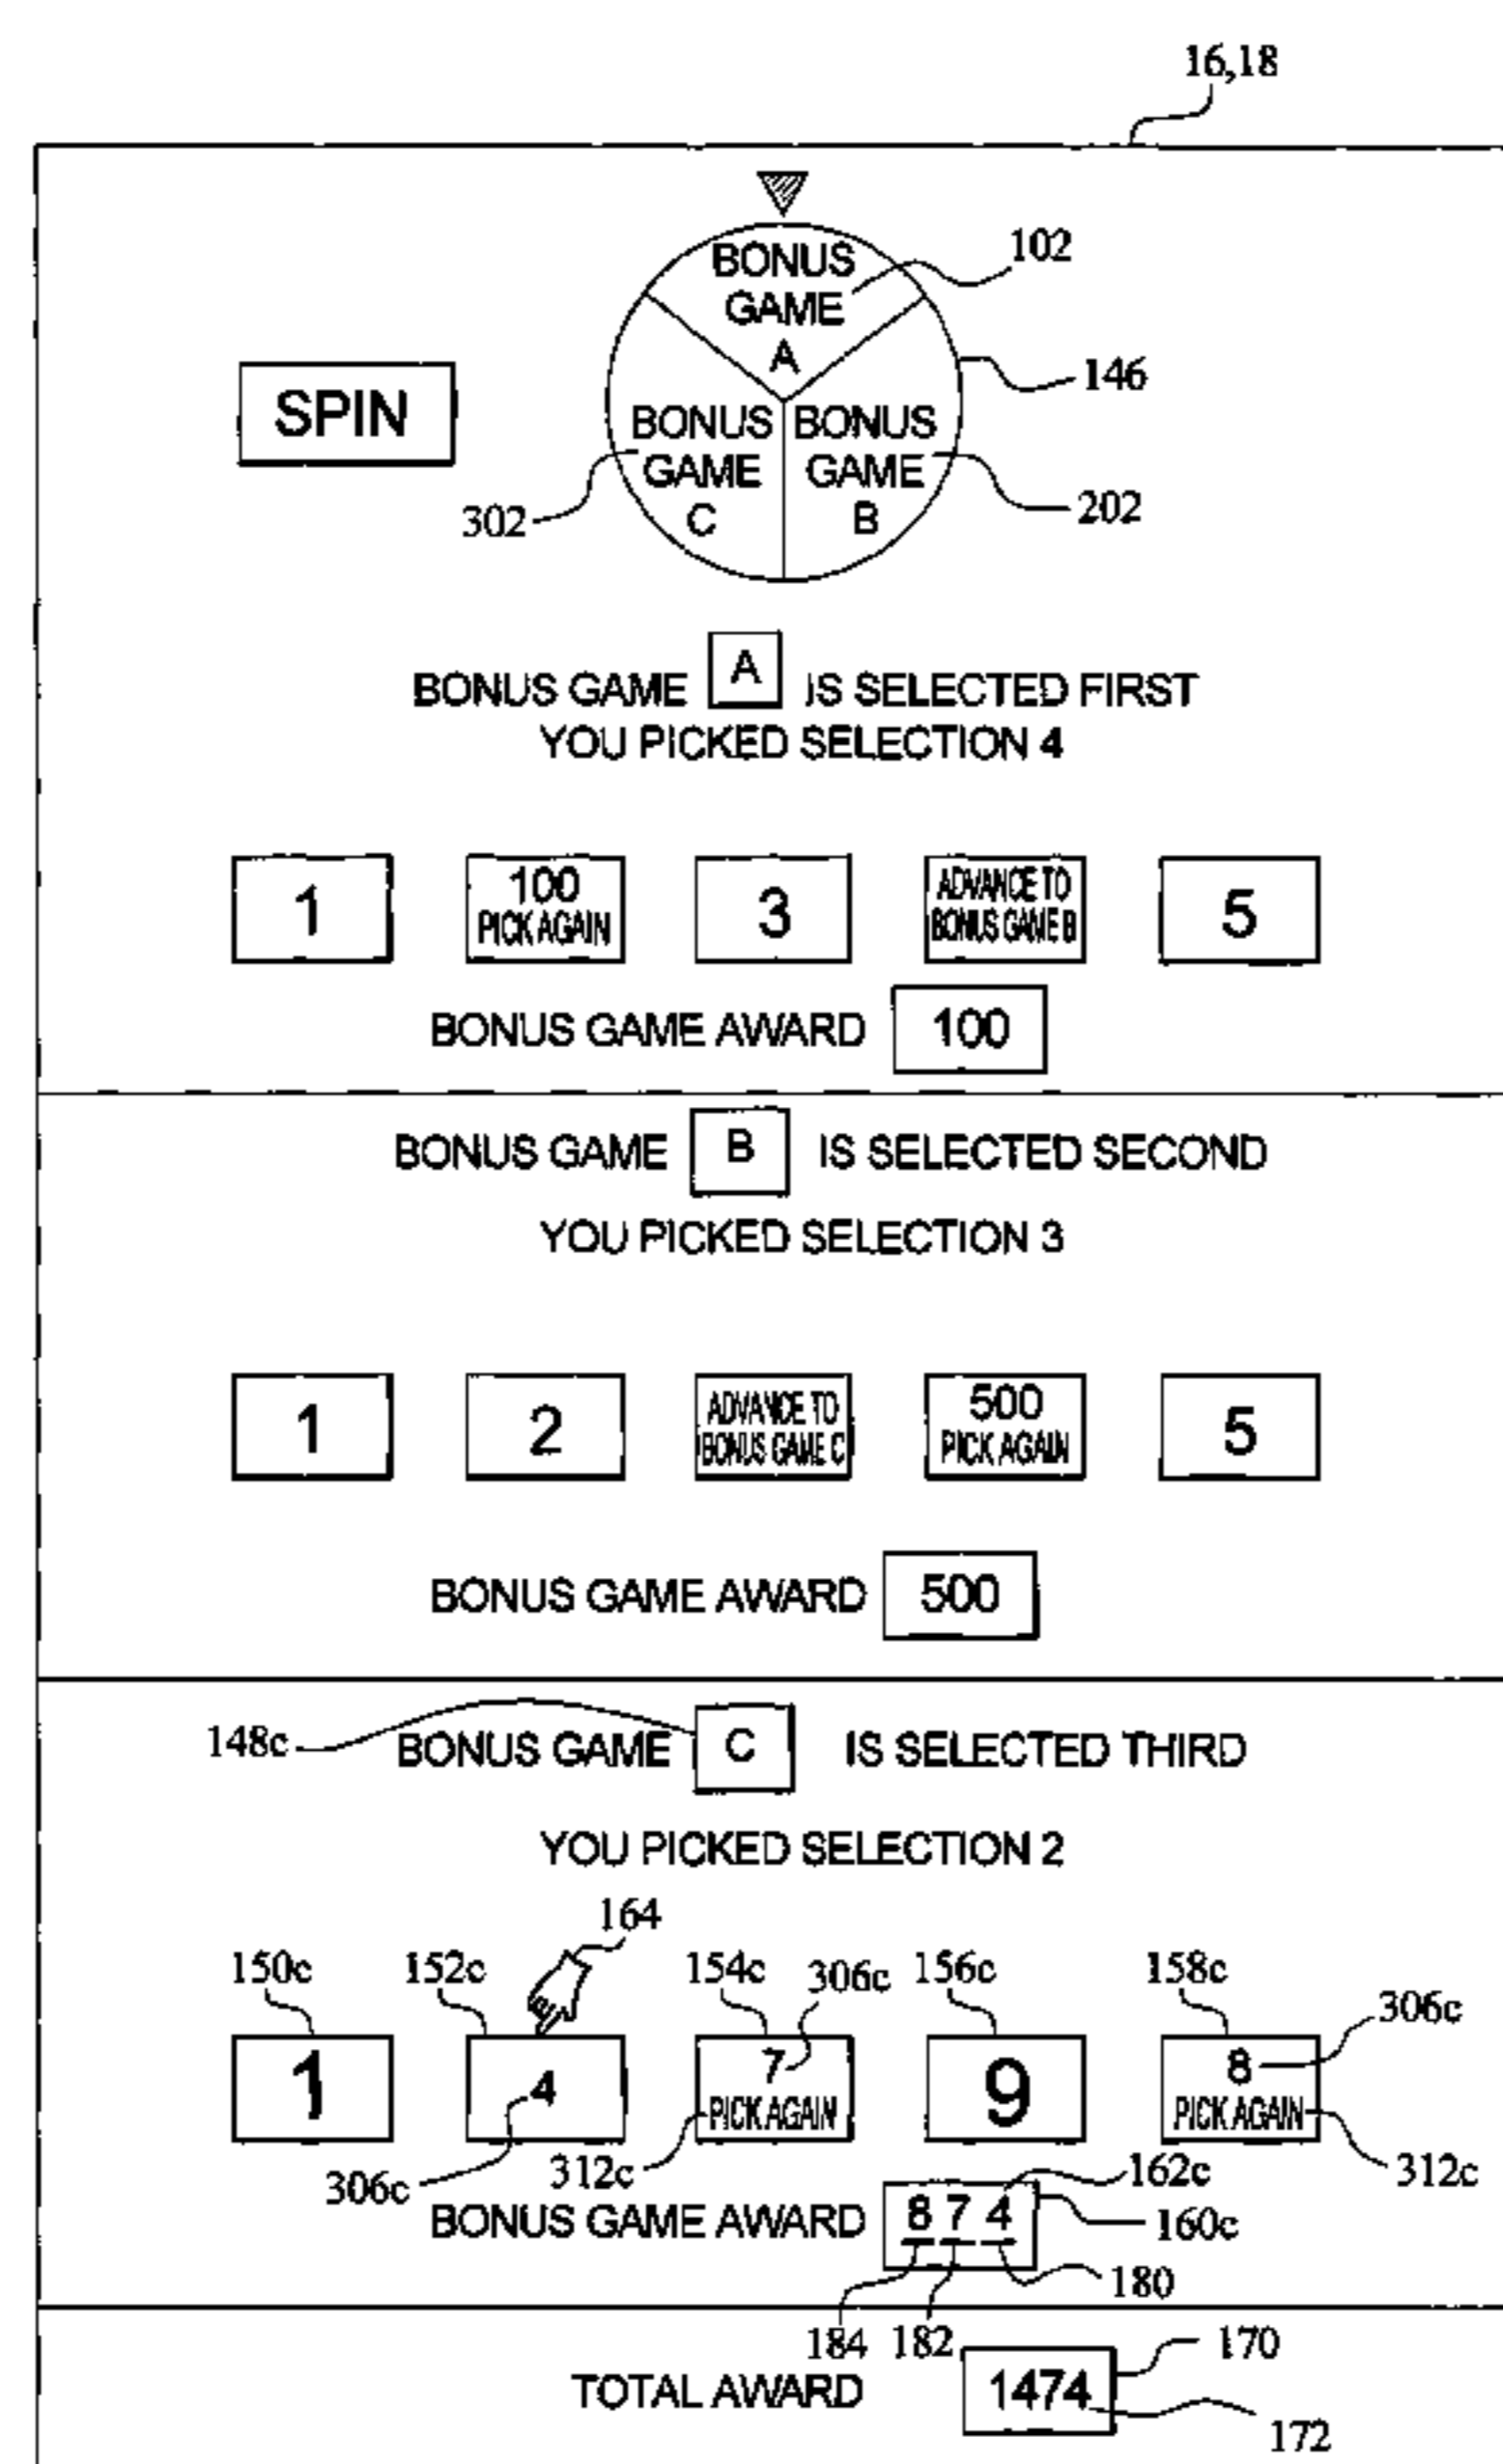 16,18
BONUS
GAME
A
102
146
SPIN
BONUS
GAME
C
BONUS
GAME
B
302
202
BONUS GAME A IS SELECTED FIRST
YOU PICKED SELECTION 4
1
100
PICK AGAIN
3
ADVANCE TO
BONUS GAME B
5
BONUS GAME AWARD 100
BONUS GAME B IS SELECTED SECOND
YOU PICKED SELECTION 3
1
2
ADVANCE TO
BONUS GAME C
500
PICK AGAIN
5
BONUS GAME AWARD 500
148c BONUS GAME C IS SELECTED THIRD
YOU PICKED SELECTION 2
164
150c 152c 154c 306c 156c 158c 306c
1
4
7
PICK AGAIN
9
8
PICK AGAIN
306c 312c 162c 312c
BONUS GAME AWARD 8 7 4 160c
180
184 182 170
TOTAL AWARD 1474
172